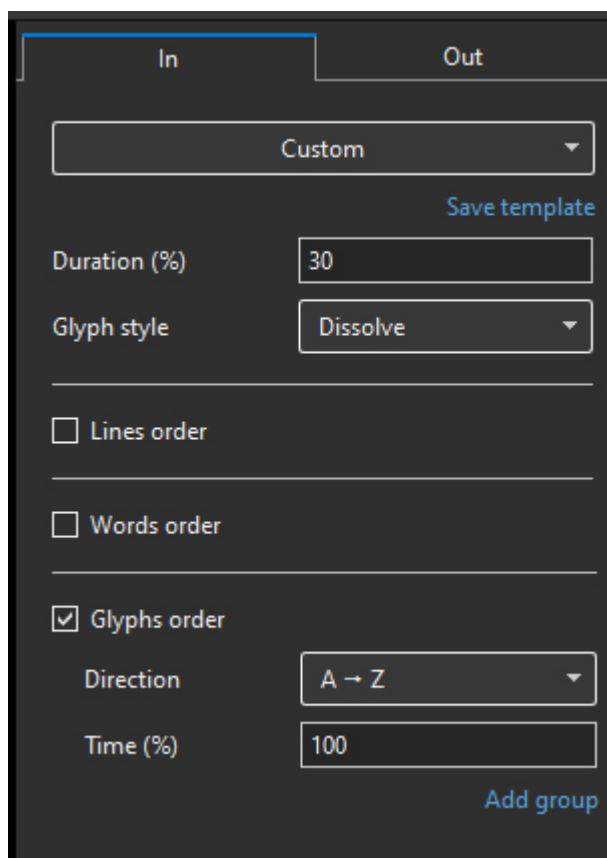 In Out
Custom
Save template
Duration (%) 30
Glyph style Dissolve
Lines order
Words order
Glyphs order
Direction A → Z
Time (%) 100
Add group